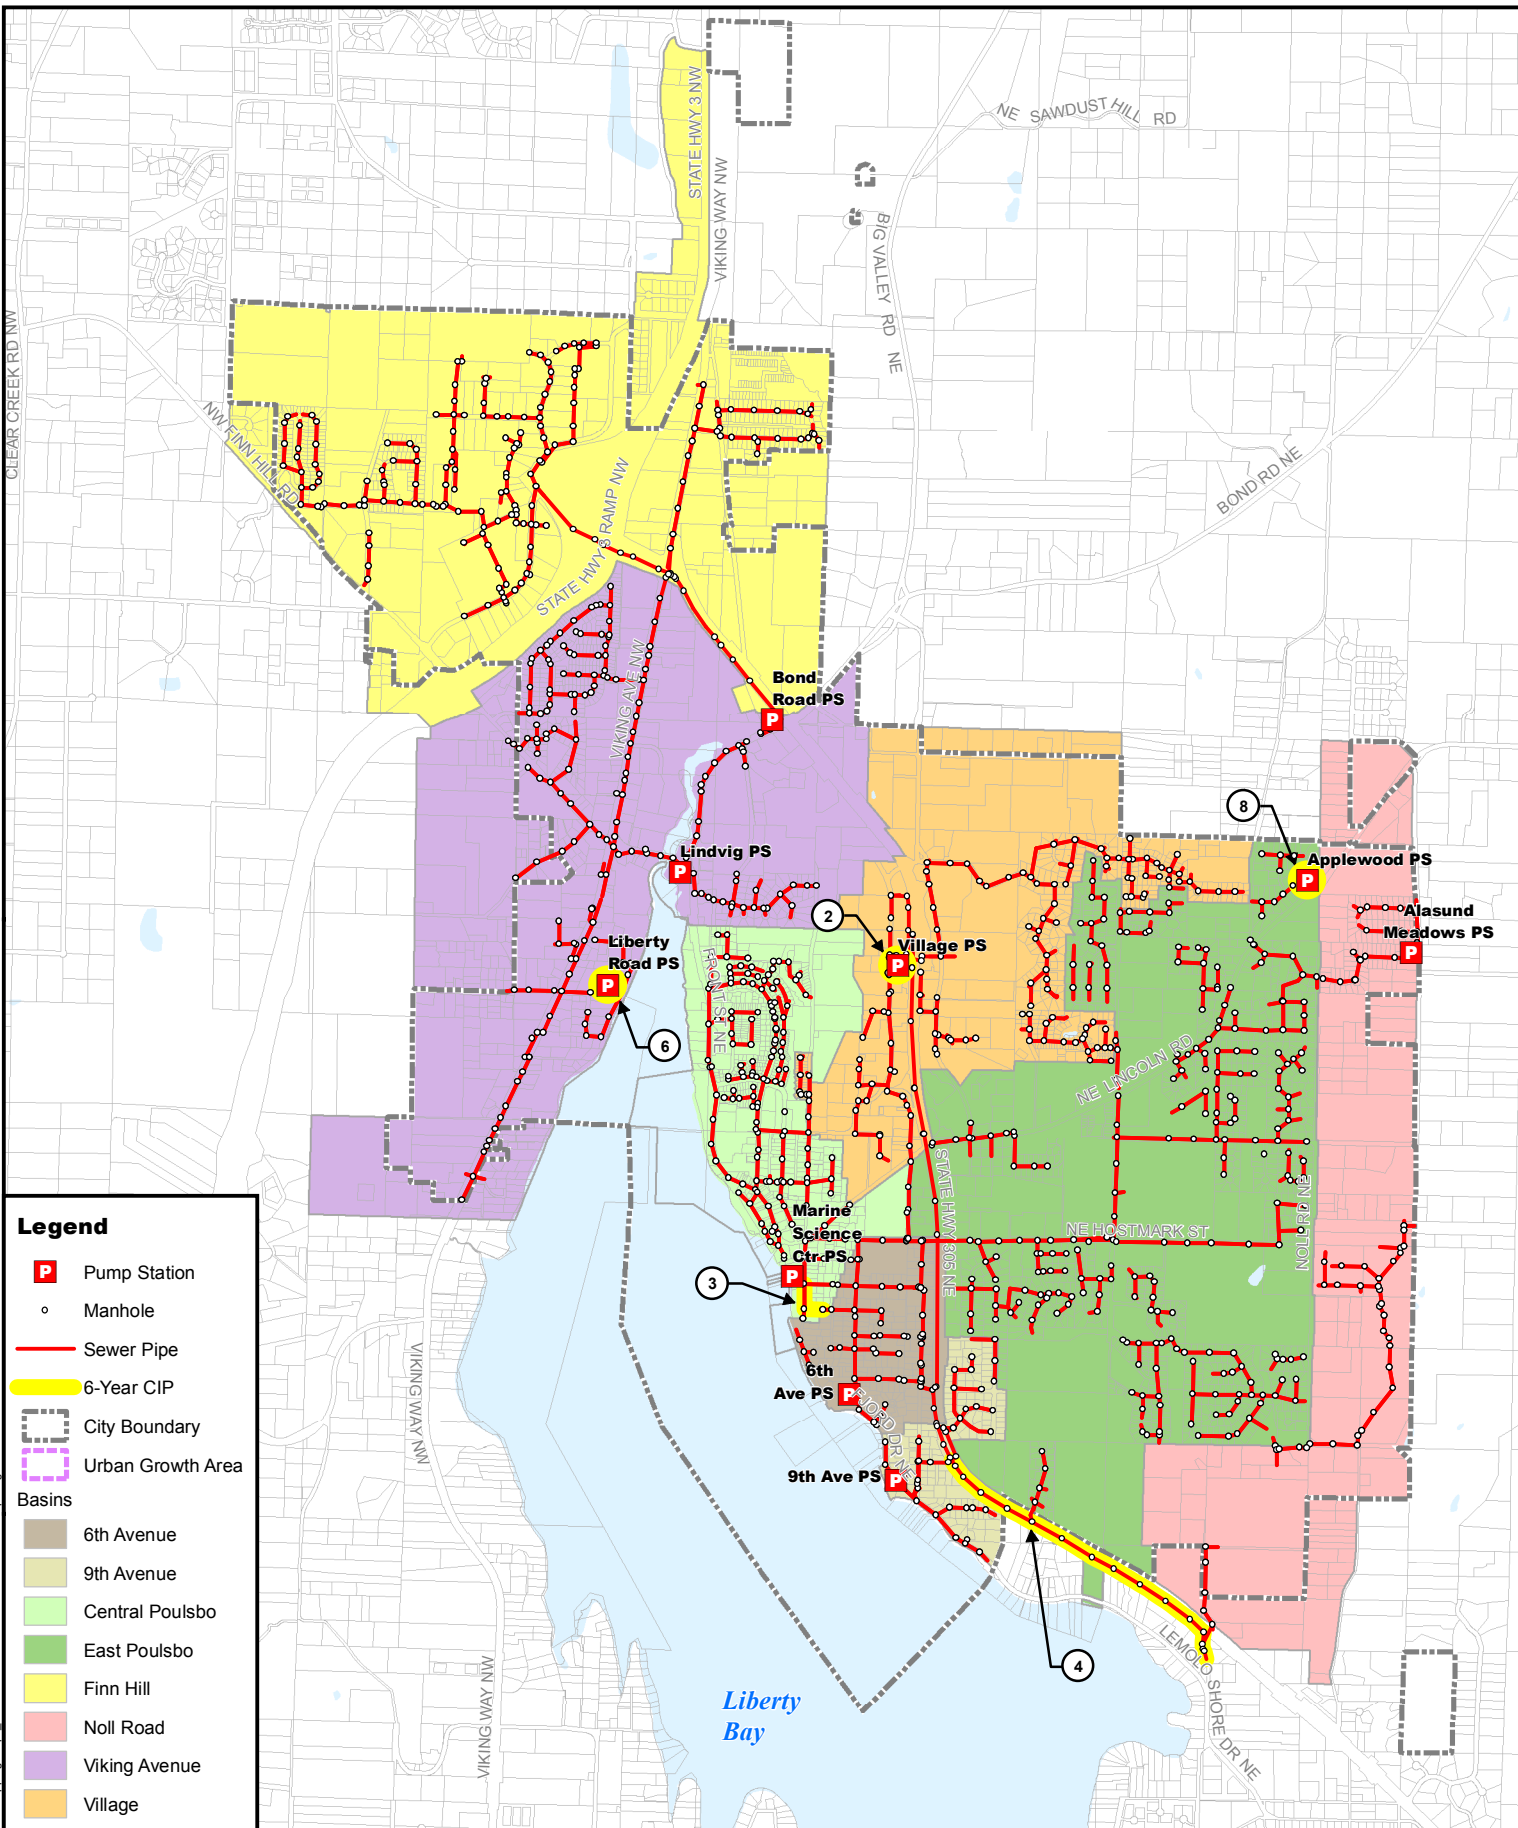 NE SAWDUST HILL RD
STATE HWY 3 NW
VIKING WAY NW
BIG VALLEY RD NE
CLEAR CREEK RD NW
NW FINN HILL RD
STATE HWY 3 RAMP NW
BOND RD NE
VIKING AVE NW
Bond
Road PS
P
8
Lindvig PS
P
Applewood PS
P
2
Alasund
Meadows PS
P
Village PS
P
Liberty
Road PS
P
FRONT ST NE
6
NE LINCOLN RD
STATE HWY 305 NE
NOLL RD NE
NE HOSTMARK ST
Marine
Science
Ctr PS
P
3
6th
Ave PS
P
FJORD DR NE
9th Ave PS
P
VIKING WAY NW
4
LEMOLO SHORE DR NE
VIKING WAY NW
Liberty
Bay
Legend
P Pump Station
Manhole
Sewer Pipe
6-Year CIP
City Boundary
Urban Growth Area
Basins
6th Avenue
9th Avenue
Central Poulsbo
East Poulsbo
Finn Hill
Noll Road
Viking Avenue
Village